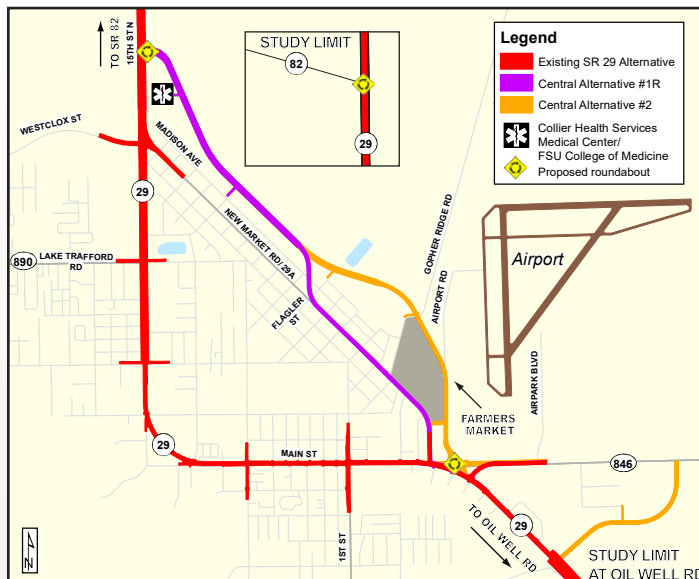 TO SR 82
15TH ST N
STUDY LIMIT
82
29
Legend
Existing SR 29 Alternative
Central Alternative #1R
Central Alternative #2
Collier Health Services
Medical Center/
FSU College of Medicine
Proposed roundabout
WESTCLOX ST
MADISON AVE
29
NEW MARKET RD/29A
GOPHER RIDGE RD
Airport
890
LAKE TRAFFORD
RD
FLAGLER
ST
AIRPORT RD
AIRPARK BLVD
FARMERS
MARKET
29
MAIN ST
846
1ST ST
TO OIL WELL RD
29
STUDY LIMIT
AT OIL WELL RD
N